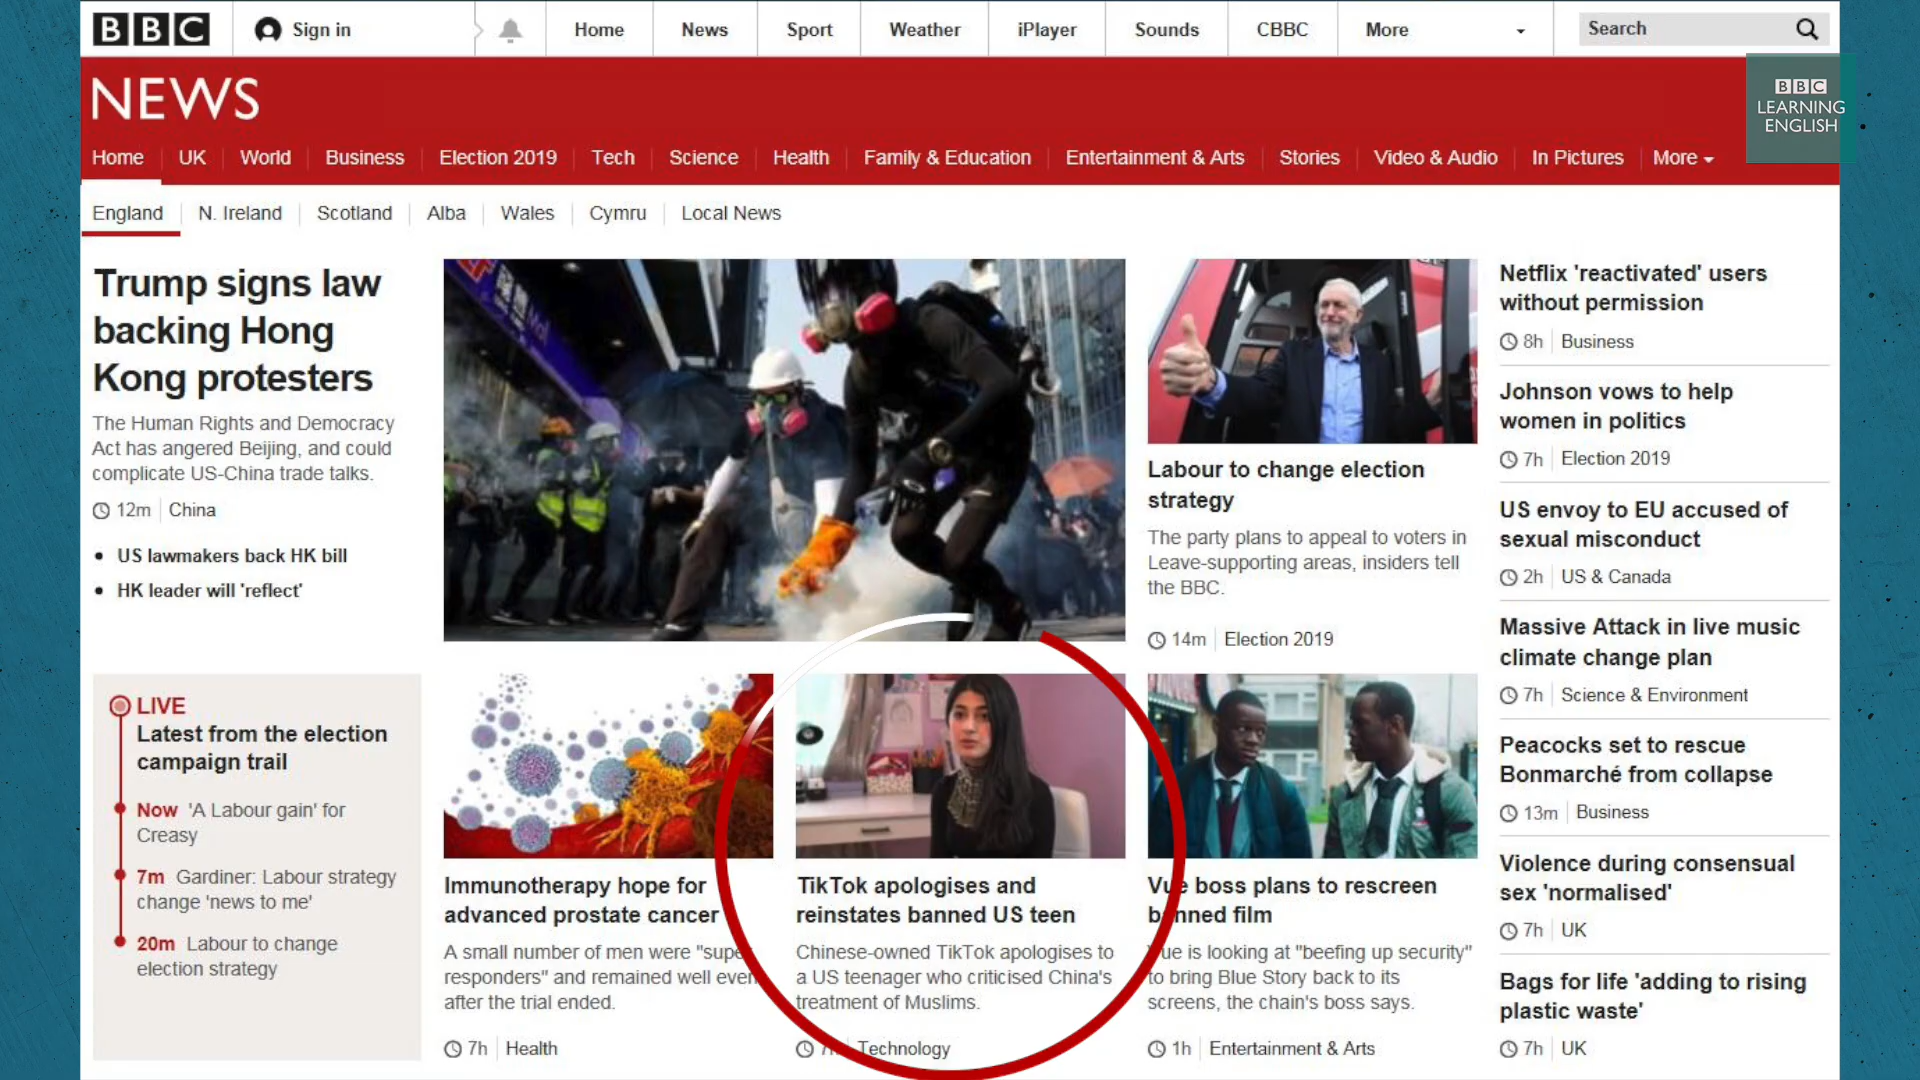 BBC
Sign in
Home
News
Sport
Weather
iPlayer
Sounds
CBBC
More
Search
BBC
LEARNING
ENGLISH
NEWS
Home
UK
World
Business
Election 2019
Tech
Science
Health
Family & Education
Entertainment & Arts
Stories
Video & Audio
In Pictures
More
England
N. Ireland
Scotland
Alba
Wales
Cymru
Local News
Trump signs law
backing Hong
Kong protesters
The Human Rights and Democracy
Act has angered Beijing, and could
complicate US-China trade talks.
12m
China
US lawmakers back HK bill
HK leader will 'reflect'
Labour to change election
strategy
The party plans to appeal to voters in
Leave-supporting areas, insiders tell
the BBC.
14m
Election 2019
Netflix 'reactivated' users
without permission
8h
Business
Johnson vows to help
women in politics
7h
Election 2019
US envoy to EU accused of
sexual misconduct
2h
US & Canada
Massive Attack in live music
climate change plan
7h
Science & Environment
Peacocks set to rescue
Bonmarché from collapse
13m
Business
Violence during consensual
sex 'normalised'
7h
UK
Bags for life 'adding to rising
plastic waste'
7h
UK
LIVE
Latest from the election
campaign trail
Now 'A Labour gain' for
Creasy
7m Gardiner: Labour strategy
change 'news to me'
20m Labour to change
election strategy
Immunotherapy hope for
advanced prostate cancer
A small number of men were "super
responders" and remained well even
after the trial ended.
7h
Health
TikTok apologises and
reinstates banned US teen
Chinese-owned TikTok apologises to
a US teenager who criticised China's
treatment of Muslims.
Technology
Vue boss plans to rescreen
banned film
Vue is looking at "beefing up security"
to bring Blue Story back to its
screens, the chain's boss says.
1h
Entertainment & Arts